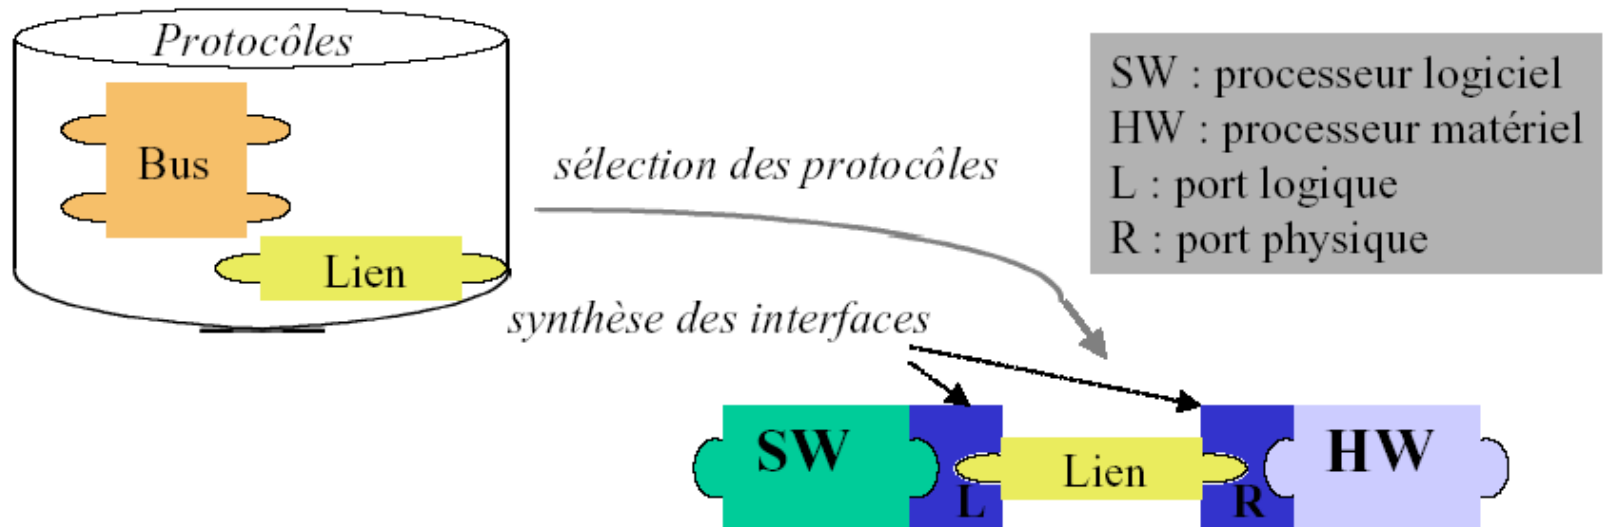 Protocôles
Bus
Lien
sélection des protocôles
synthèse des interfaces
SW : processeur logiciel
HW : processeur matériel
L : port logique
R : port physique
SW
L
Lien
R
HW